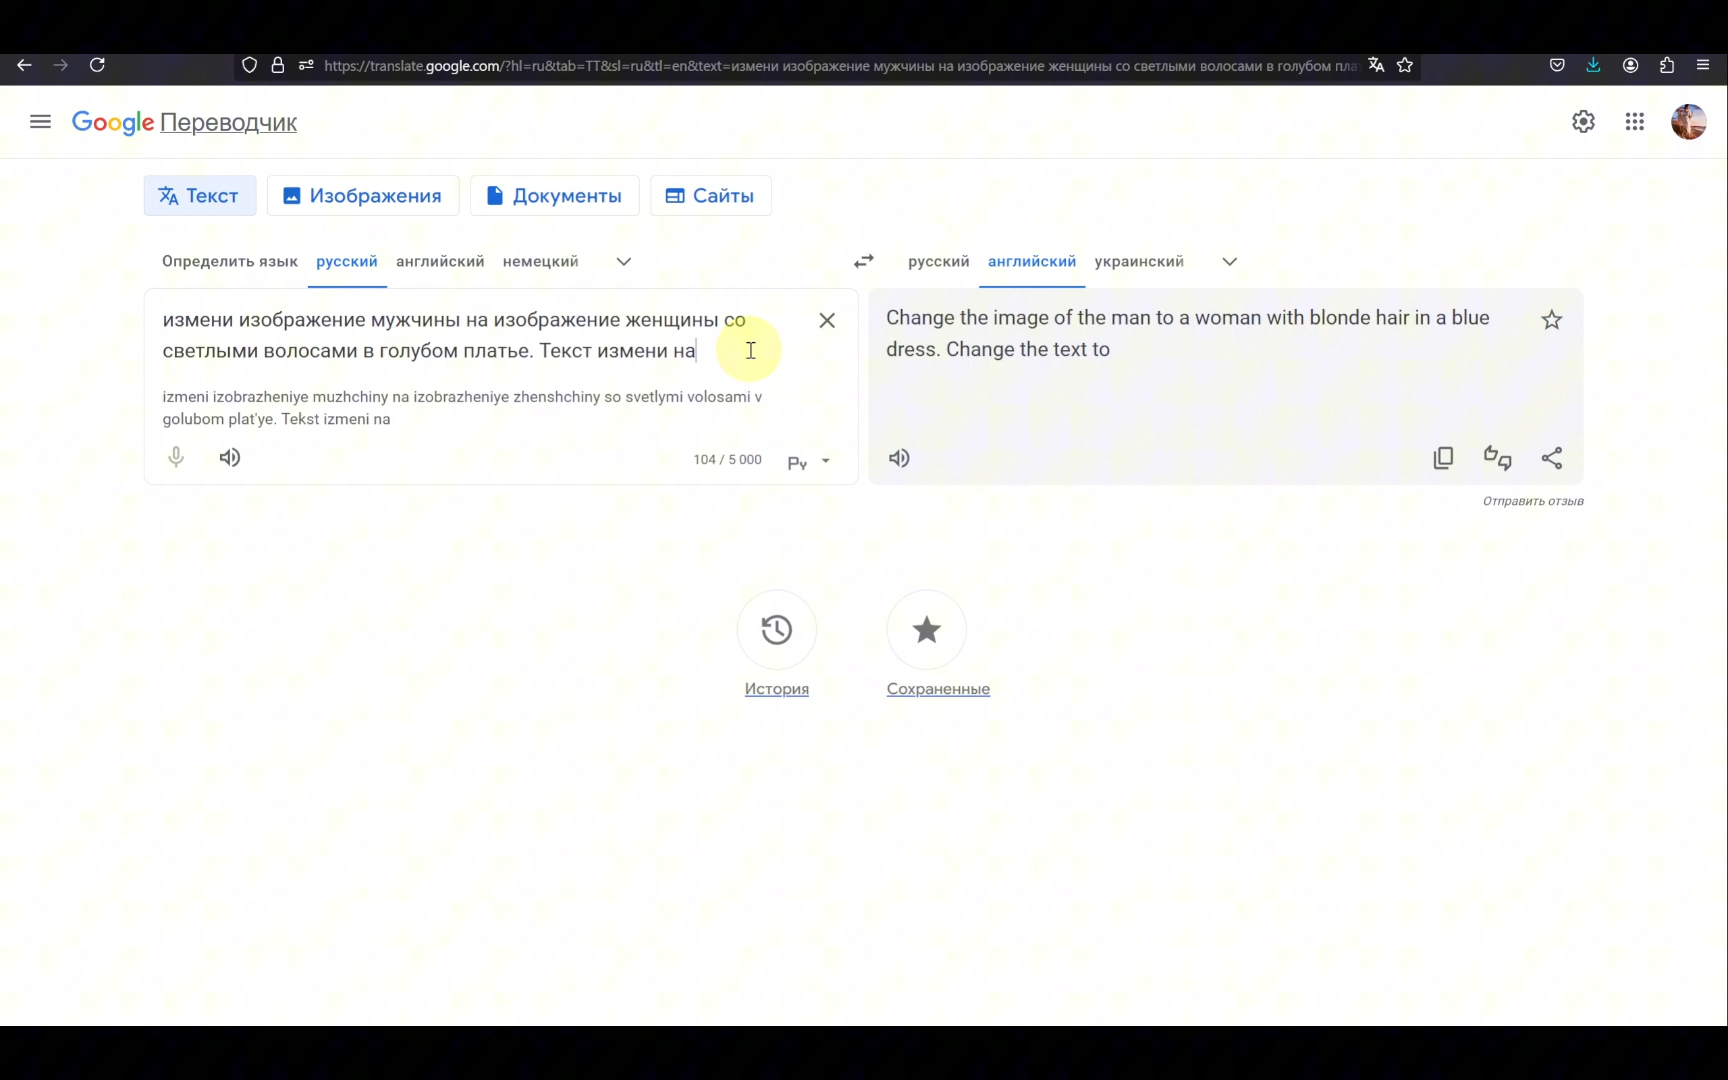 https://translate.google.com/?hl=ru&tab=TT&sl=ru&tl=en&text=измени изображение мужчины на изображение женщины со светлыми волосами в голубом пла
Google Переводчик
Текст Изображения Документы Сайты
Определить язык русский английский немецкий
русский английский украинский
измени изображение мужчины на изображение женщины со
светлыми волосами в голубом платье. Текст измени на
izmeni izobrazheniye muzhchiny na izobrazheniye zhenshchiny so svetlymi volosami v
golubom plat'ye. Tekst izmeni na
104 / 5 000
Ру
Change the image of the man to a woman with blonde hair in a blue
dress. Change the text to
Отправить отзыв
История
Сохраненные